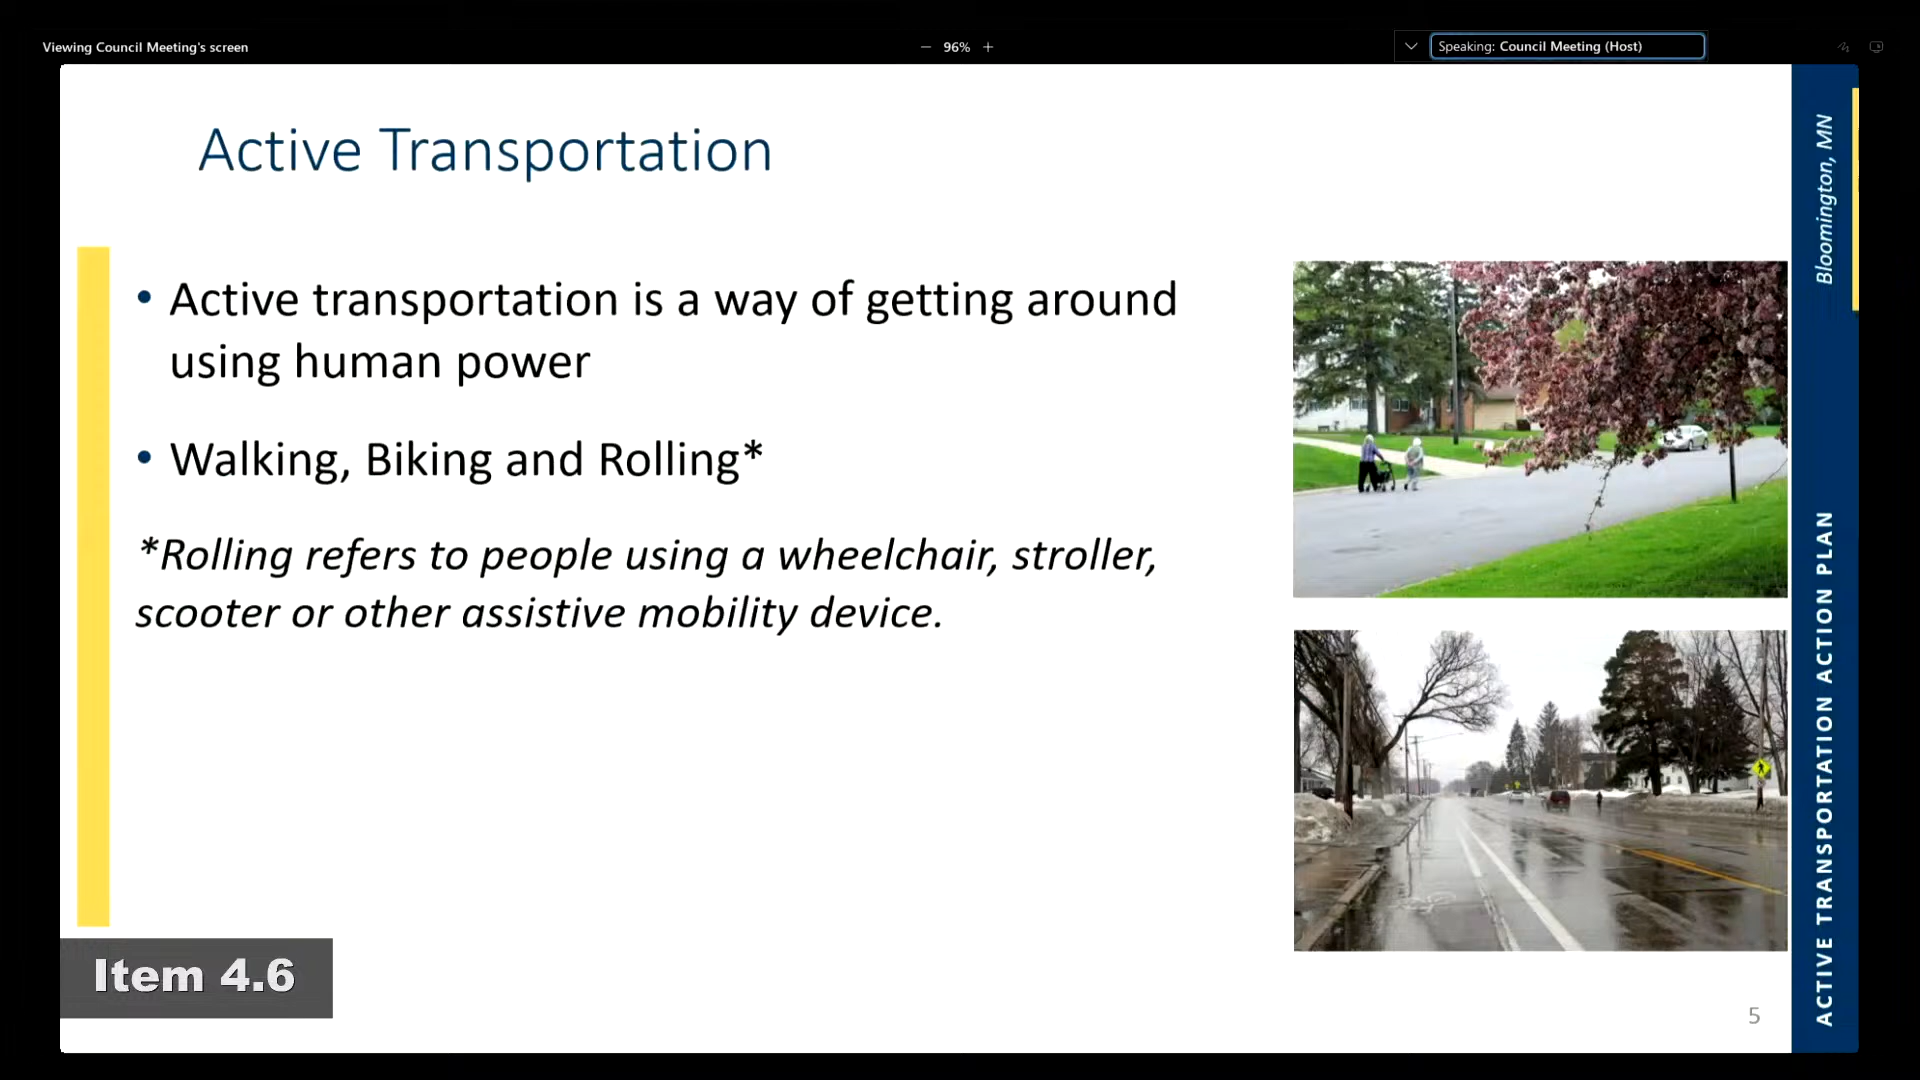 Viewing Council Meeting's screen
96%
Speaking: Council Meeting (Host)
Active Transportation
• Active transportation is a way of getting around
using human power
• Walking, Biking and Rolling*
*Rolling refers to people using a wheelchair, stroller,
scooter or other assistive mobility device.
Item 4.6
5
Bloomington, MN
ACTIVE TRANSPORTATION ACTION PLAN